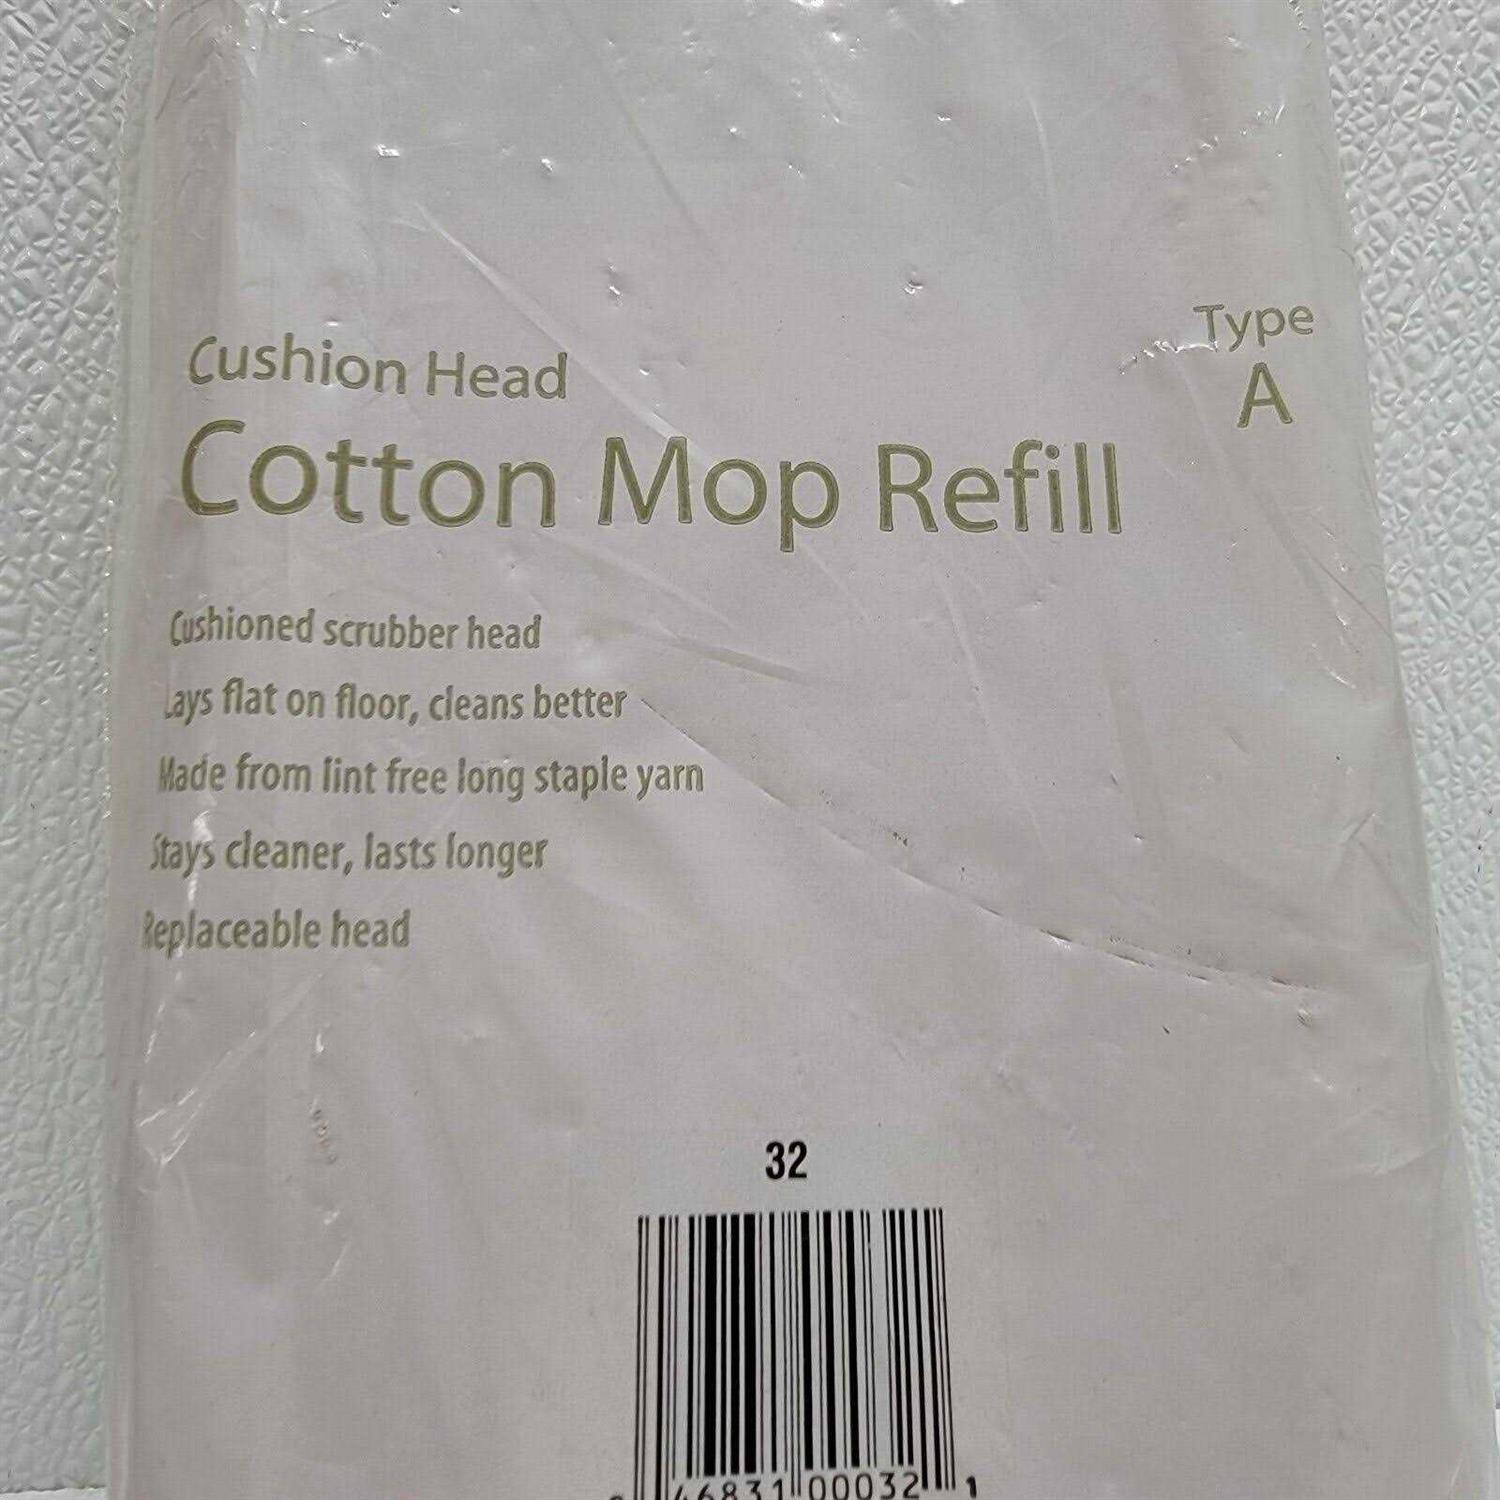 Cushion Head
Type
A
Cotton Mop Refill
Cushioned scrubber head
Lays flat on floor, cleans better
Made from lint free long staple yarn
Stays cleaner, lasts longer
Replaceable head
32
46831 00032 1